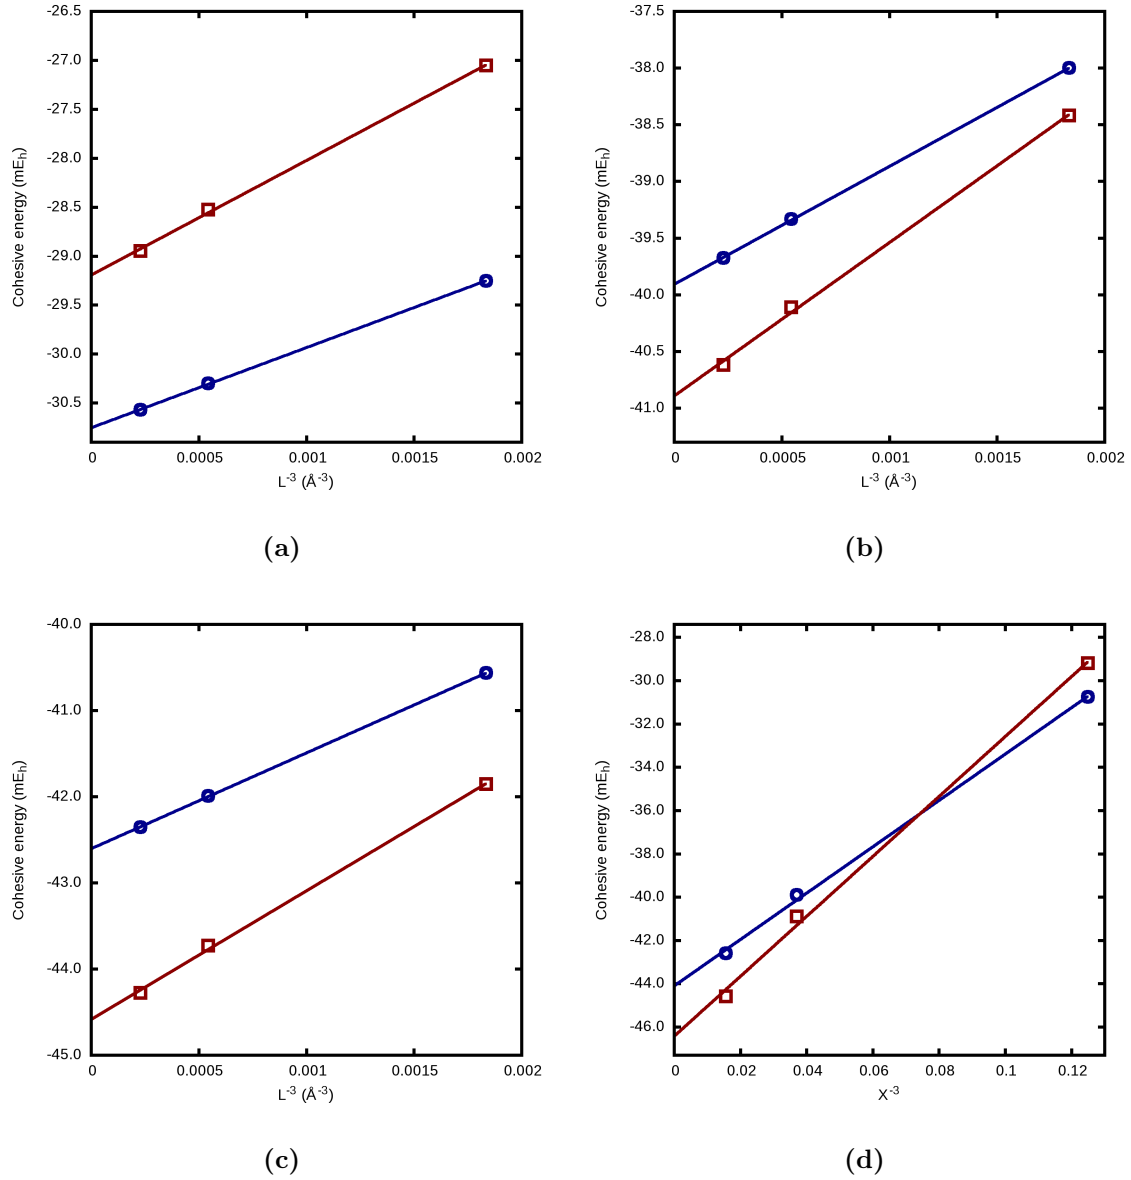 -26.5
-27.0
-27.5
-28.0
-28.5
-29.0
-29.5
-30.0
-30.5
Cohesive energy (mEh)
0 0.0005 0.001 0.0015 0.002
L-3 (Å-3)
(a)
-37.5
-38.0
-38.5
-39.0
-39.5
-40.0
-40.5
-41.0
Cohesive energy (mEh)
0 0.0005 0.001 0.0015 0.002
L-3 (Å-3)
(b)
-40.0
-41.0
-42.0
-43.0
-44.0
-45.0
Cohesive energy (mEh)
0 0.0005 0.001 0.0015 0.002
L-3 (Å-3)
(c)
-28.0
-30.0
-32.0
-34.0
-36.0
-38.0
-40.0
-42.0
-44.0
-46.0
Cohesive energy (mEh)
0 0.02 0.04 0.06 0.08 0.1 0.12
X-3
(d)